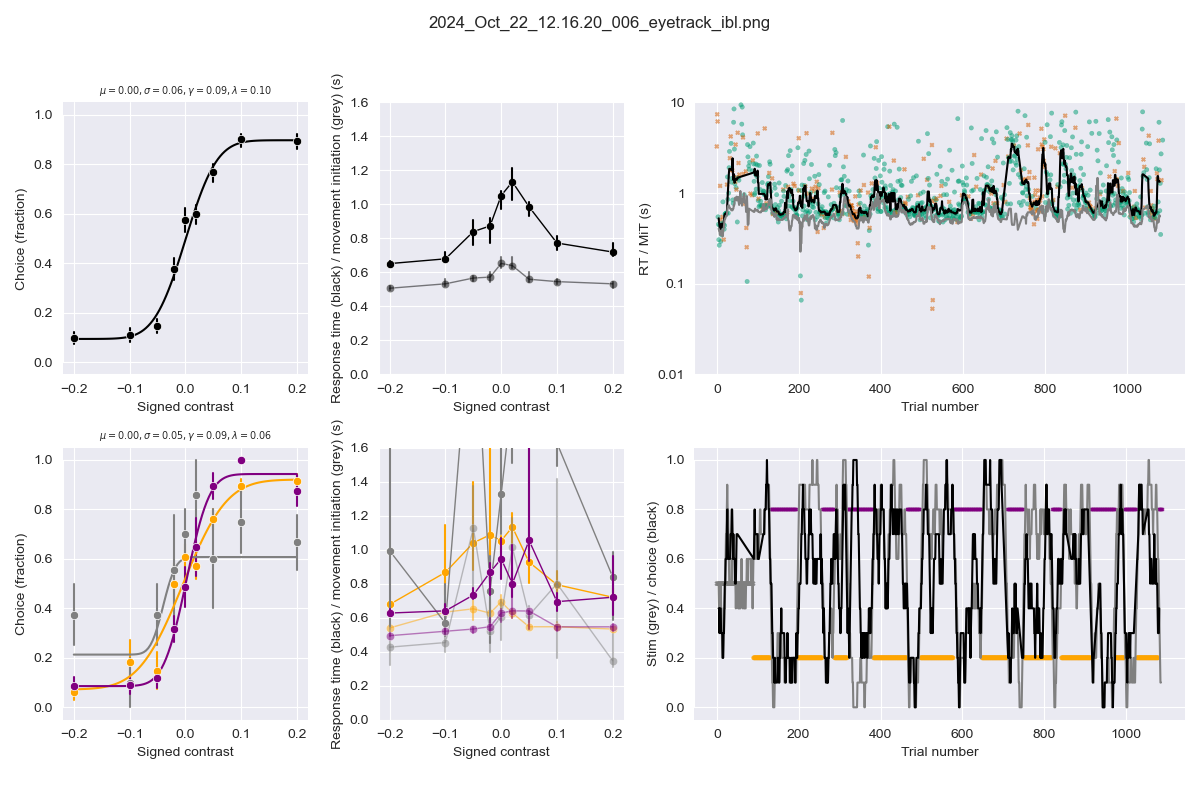 2024_Oct_22_12.16.20_006_eyetrack_ibl.png
μ = 0.00, σ = 0.06, γ = 0.09, λ = 0.10
Choice (fraction)
1.0
0.8
0.6
0.4
0.2
0.0
−0.2 −0.1 0.0 0.1 0.2
Signed contrast
Response time (black) / movement initiation (grey) (s)
1.6
1.4
1.2
1.0
0.8
0.6
0.4
0.2
0.0
−0.2 −0.1 0.0 0.1 0.2
Signed contrast
RT / MiT (s)
10
1
0.1
0.01
0 200 400 600 800 1000
Trial number
μ = 0.00, σ = 0.05, γ = 0.09, λ = 0.06
Choice (fraction)
1.0
0.8
0.6
0.4
0.2
0.0
−0.2 −0.1 0.0 0.1 0.2
Signed contrast
Response time (black) / movement initiation (grey) (s)
1.6
1.4
1.2
1.0
0.8
0.6
0.4
0.2
0.0
−0.2 −0.1 0.0 0.1 0.2
Signed contrast
Stim (grey) / choice (black)
1.0
0.8
0.6
0.4
0.2
0.0
0 200 400 600 800 1000
Trial number